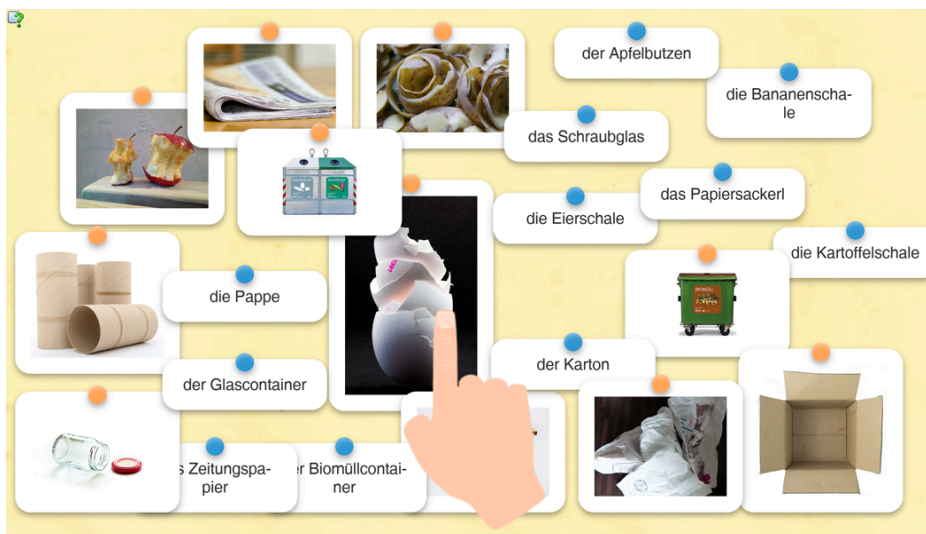 der Apfelbutzen
die Bananenscha-
le
das Schraubglas
das Papiersackerl
die Eierschale
die Kartoffelschale
die Pappe
der Karton
der Glascontainer
Zeitungspa-
pier
Biomüllcontai-
ner